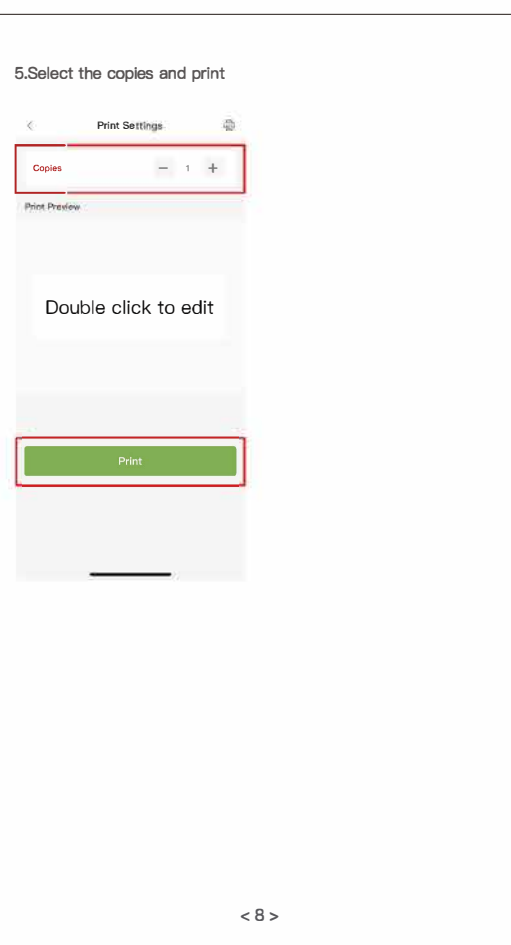 5.Select the copies and print
< Print Settings
Copies − 1 +
Print Preview
Double click to edit
Print
< 8 >